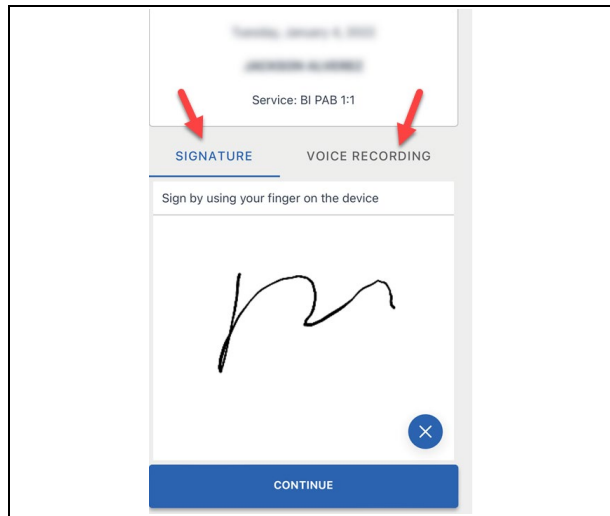 Service: BI PAB 1:1
SIGNATURE VOICE RECORDING
Sign by using your finger on the device
CONTINUE